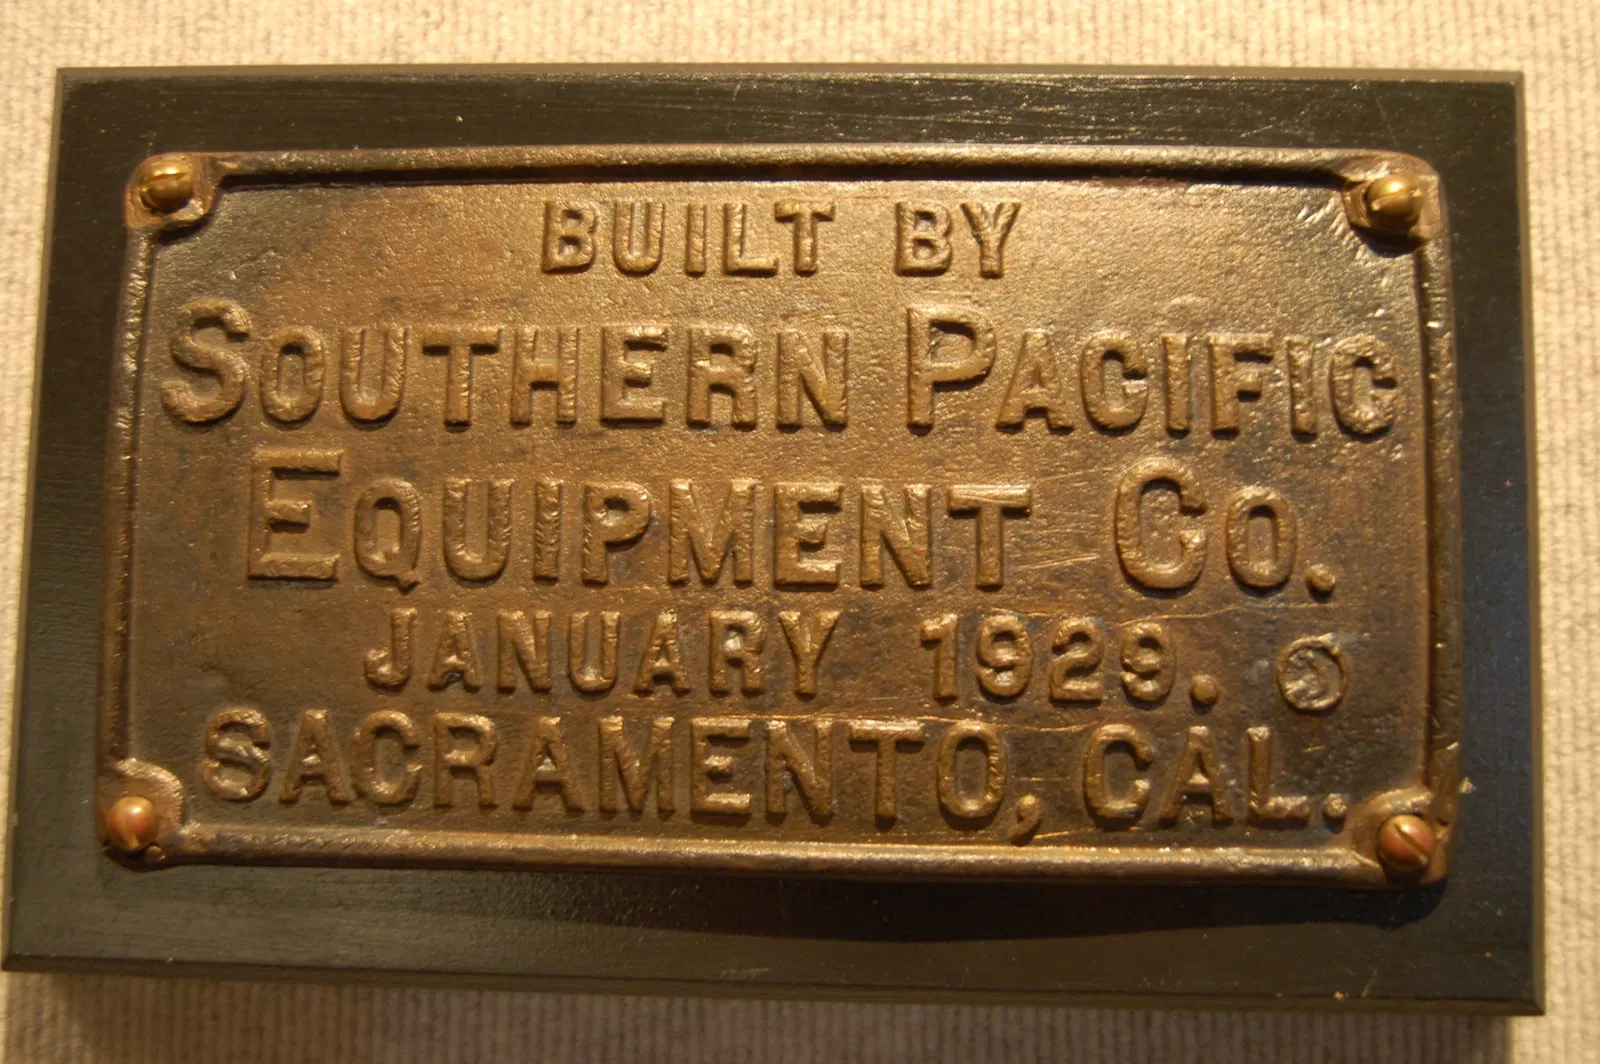 BUILT BY
SOUTHERN PACIFIC
EQUIPMENT CO.
JANUARY 1929.
SACRAMENTO, CAL.